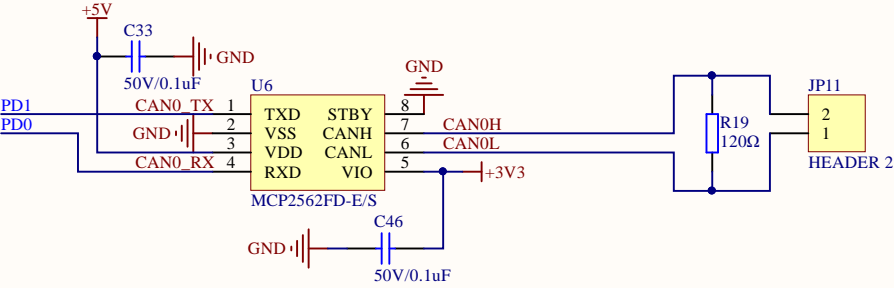 +5V
C33
GND
50V/0.1uF
GND
U6
JP11
PD1 CAN0_TX 1 TXD STBY 8
PD0 GND 2 VSS CANH 7 CAN0H
3 VDD CANL 6 CAN0L
CAN0_RX 4 RXD VIO 5 +3V3
R19
120Ω
2
1
HEADER 2
MCP2562FD-E/S
C46
GND
50V/0.1uF